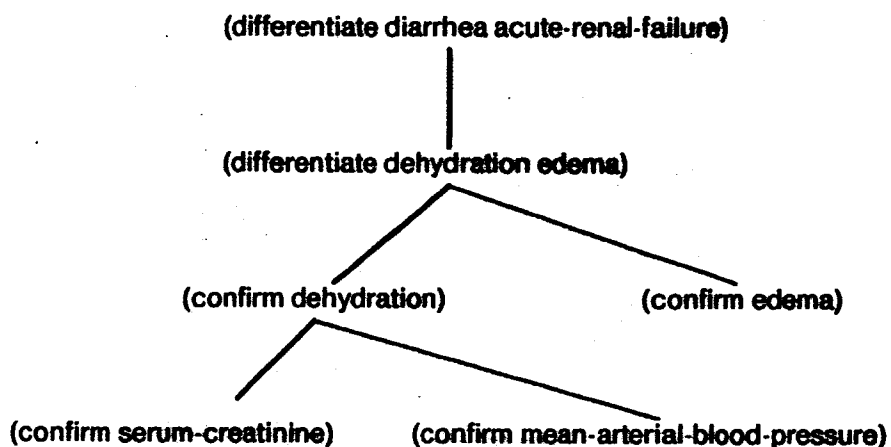 (differentiate diarrhea acute-renal-failure)
(differentiate dehydration edema)
(confirm dehydration) (confirm edema)
(confirm serum-creatinine) (confirm mean-arterial-blood-pressure)